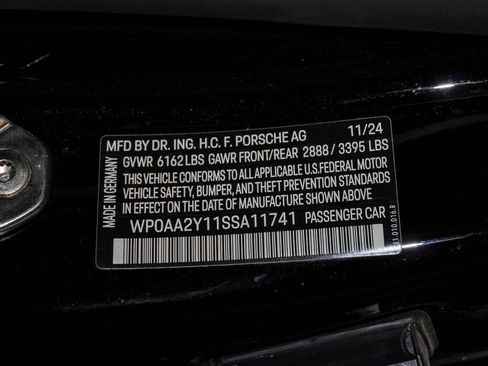 MFD BY DR. ING. H.C. F. PORSCHE AG 11/24
GVWR 6162 LBS GAWR FRONT/REAR 2888 / 3395 LBS
THIS VEHICLE CONFORMS TO ALL APPLICABLE U.S.FEDERAL MOTOR
VEHICLE SAFETY, BUMPER, AND THEFT PREVENTION STANDARDS
IN EFFECT ON THE DATE OF MANUFACTURE SHOWN ABOVE.
WP0AA2Y11SSA11741 PASSENGER CAR
MADE IN GERMANY